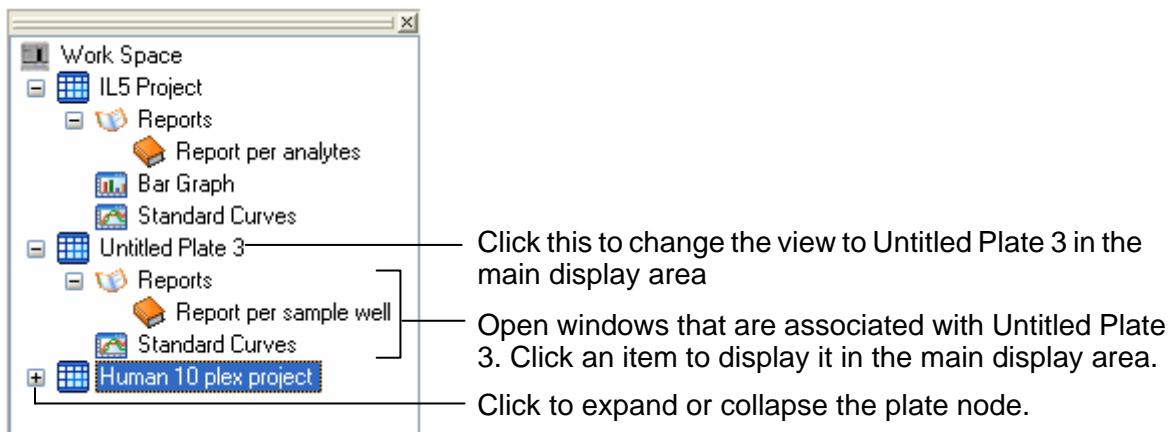 Work Space
IL5 Project
Reports
Report per analytes
Bar Graph
Standard Curves
Untitled Plate 3
Reports
Report per sample well
Standard Curves
Human 10 plex project
Click this to change the view to Untitled Plate 3 in the
main display area
Open windows that are associated with Untitled Plate
3. Click an item to display it in the main display area.
Click to expand or collapse the plate node.